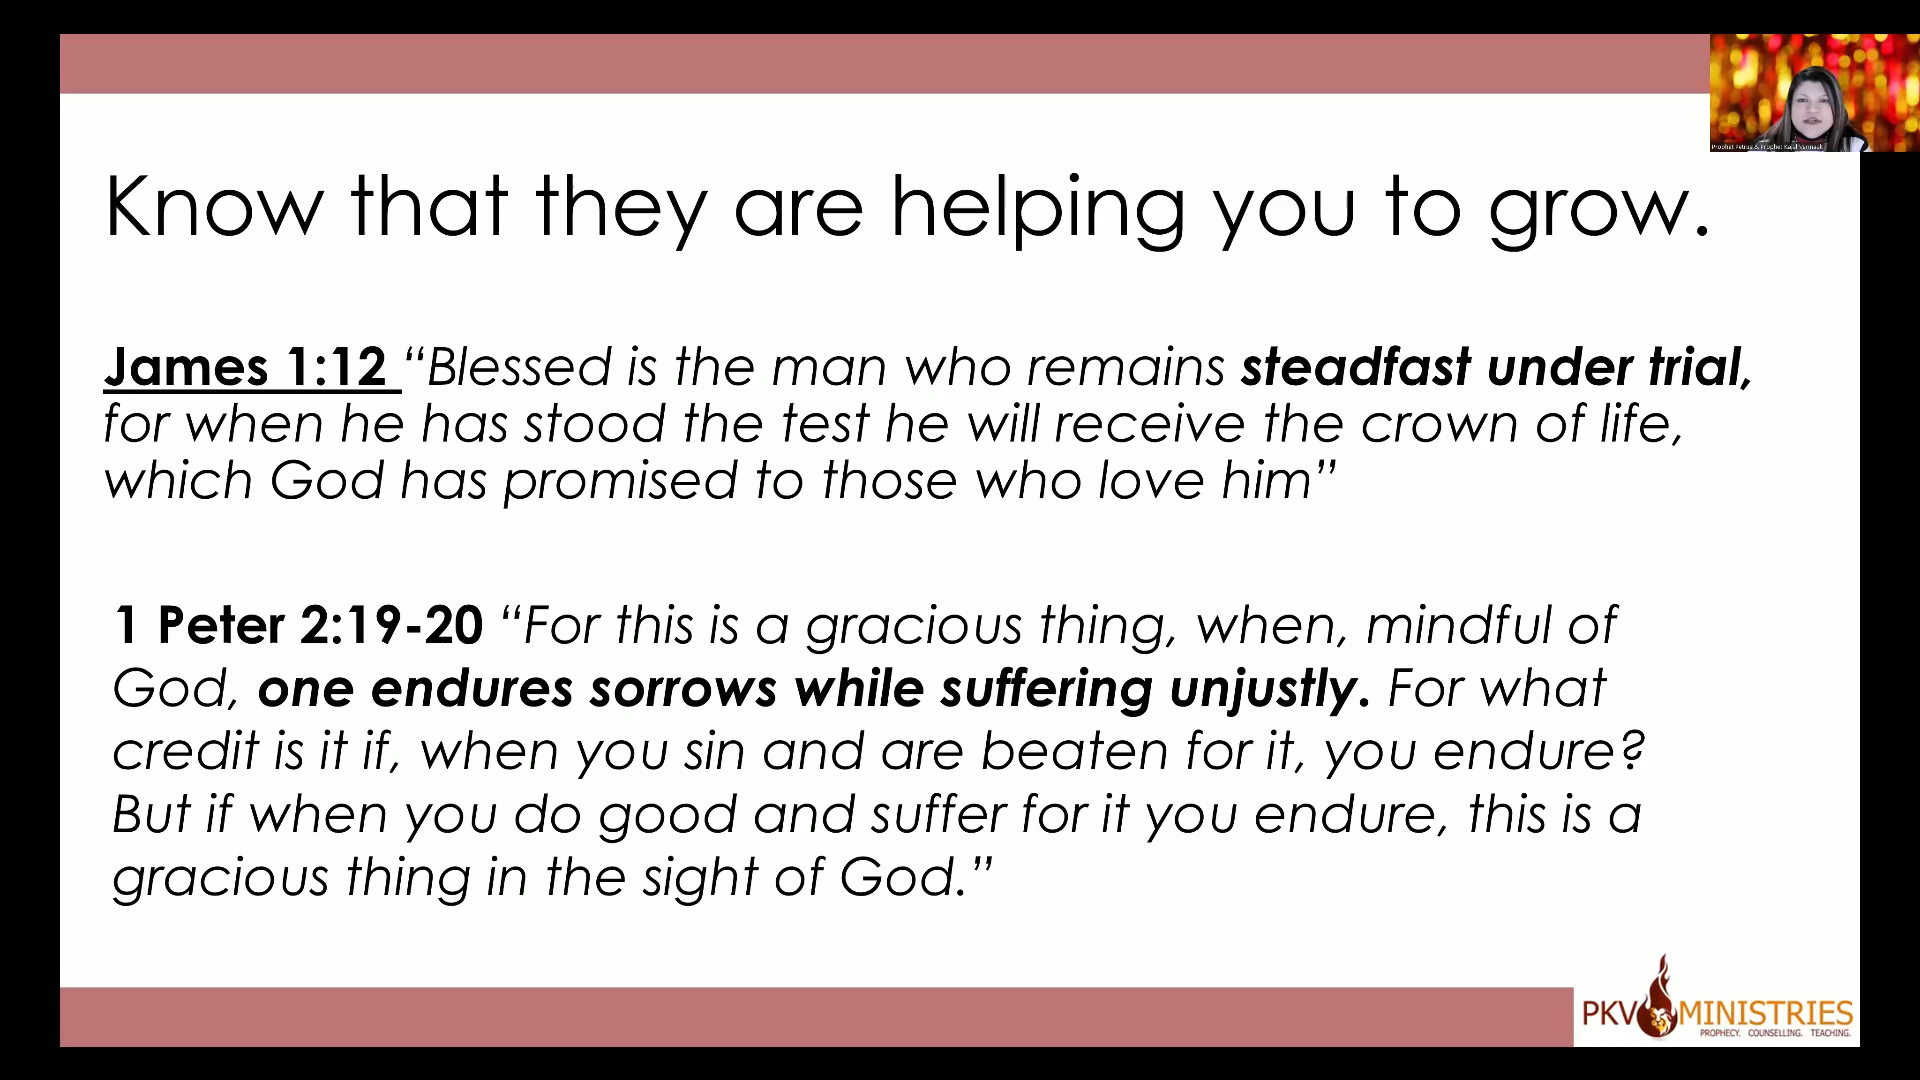 Prophet Petrus & Prophet Kajal Vermaak
Know that they are helping you to grow.
James 1:12 “Blessed is the man who remains steadfast under trial,
for when he has stood the test he will receive the crown of life,
which God has promised to those who love him”
1 Peter 2:19-20 “For this is a gracious thing, when, mindful of
God, one endures sorrows while suffering unjustly. For what
credit is it if, when you sin and are beaten for it, you endure?
But if when you do good and suffer for it you endure, this is a
gracious thing in the sight of God.”
PKV MINISTRIES
PROPHECY. COUNSELLING. TEACHING.